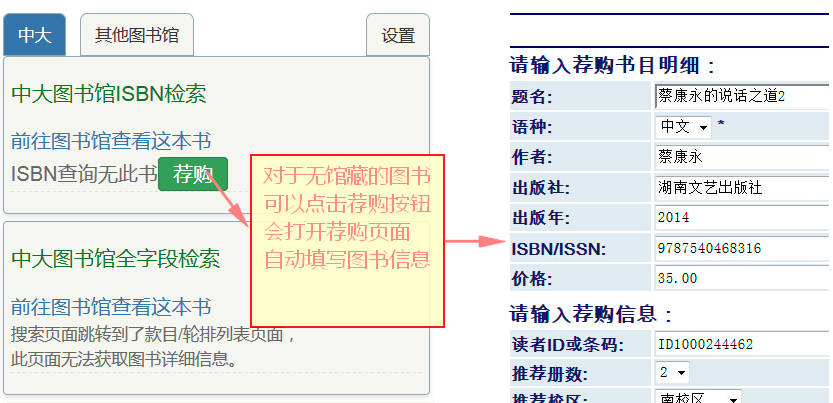 中大
其他图书馆
设置
中大图书馆ISBN检索
前往图书馆查看这本书
ISBN查询无此书 荐购
中大图书馆全字段检索
前往图书馆查看这本书
搜索页面跳转到了款目/轮排列表页面，
此页面无法获取图书详细信息。
对于无馆藏的图书
可以点击荐购按钮
会打开荐购页面
自动填写图书信息
请输入荐购书目明细：
题名: 蔡康永的说话之道2
语种: 中文 *
作者: 蔡康永
出版社: 湖南文艺出版社
出版年: 2014
ISBN/ISSN: 9787540468316
价格: 35.00
请输入荐购信息：
读者ID或条码: ID1000244462
推荐册数: 2
推荐校区: 南校区